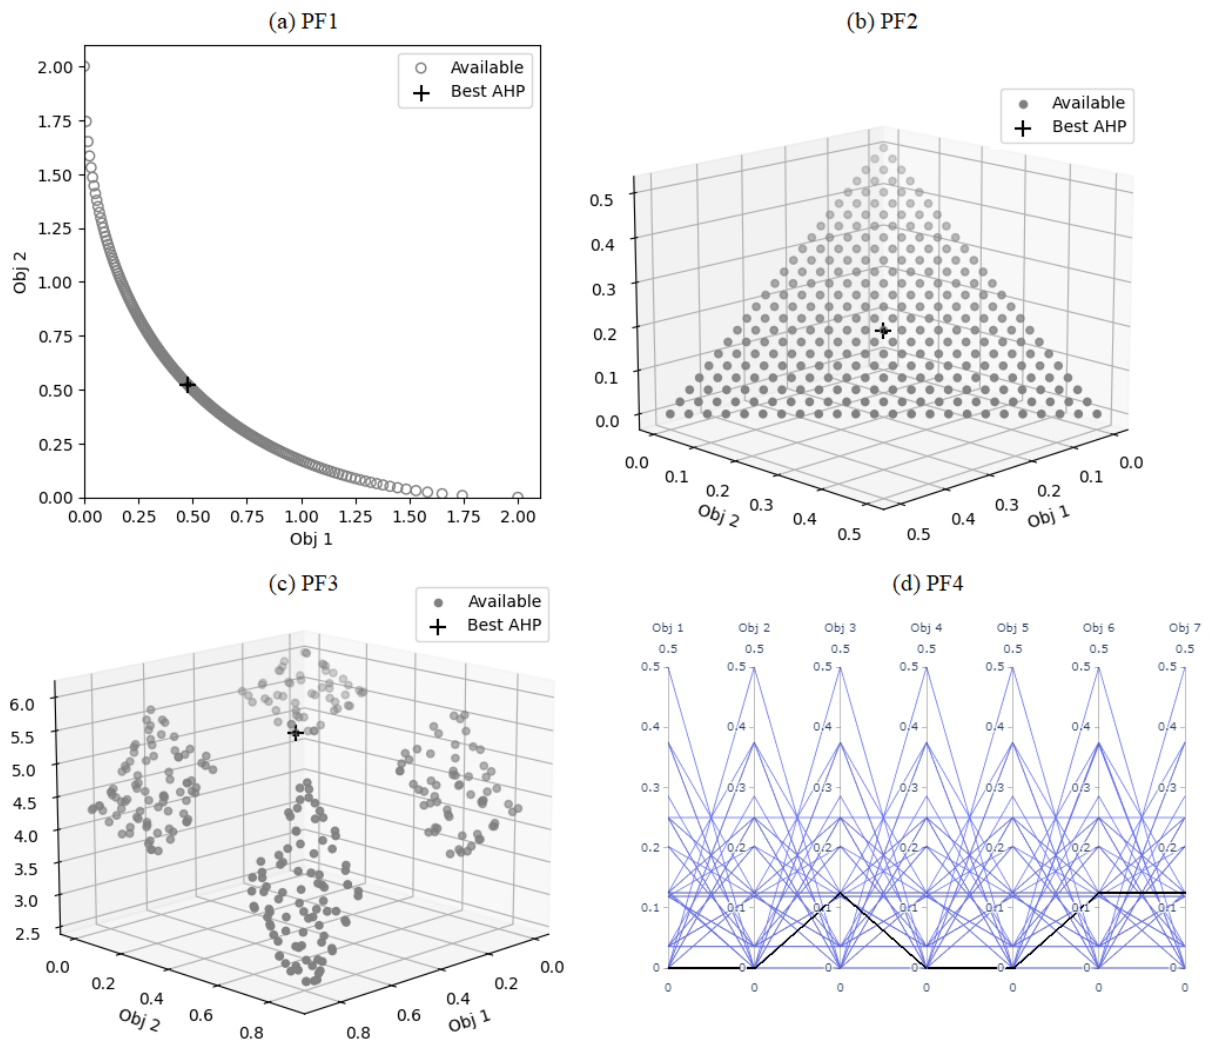 (a) PF1
Available
Best AHP
2.00
1.75
1.50
1.25
1.00
0.75
0.50
0.25
0.00
Obj 2
0.00 0.25 0.50 0.75 1.00 1.25 1.50 1.75 2.00
Obj 1
(b) PF2
Available
Best AHP
0.5
0.4
0.3
0.2
0.1
0.0
0.0 0.1 0.2 0.3 0.4 0.5
Obj 2
0.5 0.4 0.3 0.2 0.1 0.0
Obj 1
(c) PF3
Available
Best AHP
6.0
5.5
5.0
4.5
4.0
3.5
3.0
2.5
0.0 0.2 0.4 0.6 0.8
Obj 2
0.8 0.6 0.4 0.2 0.0
Obj 1
(d) PF4
Obj 1 Obj 2 Obj 3 Obj 4 Obj 5 Obj 6 Obj 7
0.5 0.5 0.5 0.5 0.5 0.5 0.5
0.5 0.5 0.5 0.5 0.5 0.5 0.5
0.4 0.4 0.4 0.4 0.4 0.4 0.4
0.3 0.3 0.3 0.3 0.3 0.3 0.3
0.2 0.2 0.2 0.2 0.2 0.2 0.2
0.1 0.1 0.1 0.1 0.1 0.1 0.1
0 0 0 0 0 0 0
0 0 0 0 0 0 0